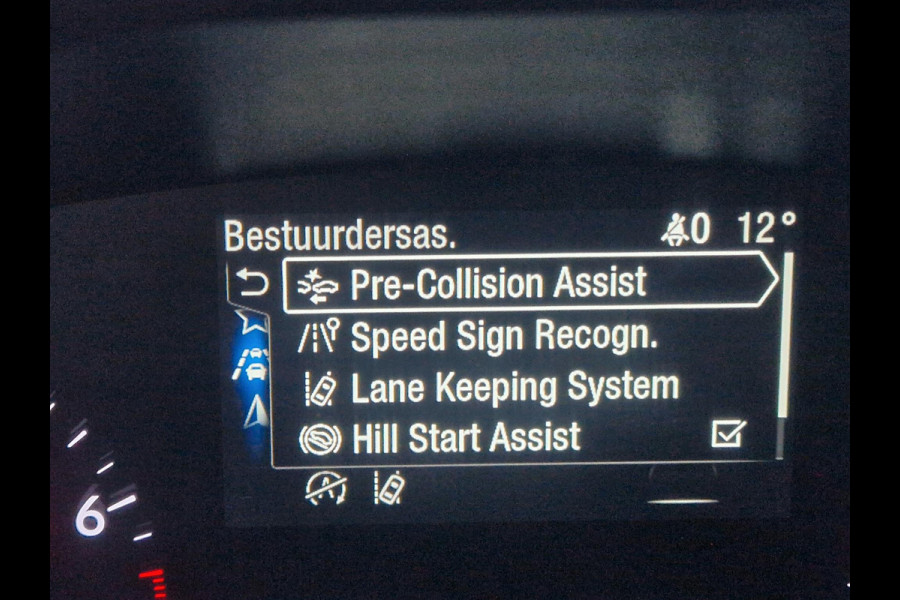 Bestuurdersas. 0 12°
Pre-Collision Assist
Speed Sign Recogn.
Lane Keeping System
Hill Start Assist
A
6